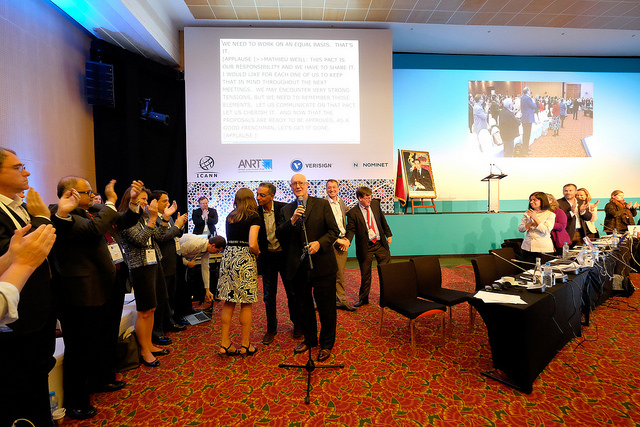 WE NEED TO WORK ON AN EQUAL BASIS. THAT'S
IT.
[APPLAUSE ] >>MATHIEU WEILL: THIS PACT IS
OUR RESPONSIBILITY AND WE HAVE TO SHARE IT.
I WOULD LIKE FOR EACH ONE OF US TO KEEP
THAT IN MIND THROUGHOUT THE NEXT
MEETINGS. WE MAY ENCOUNTER VERY STRONG
TENSIONS, BUT WE NEED TO REMEMBER THOSE
ELEMENTS. LET US COMMUNICATE ON THAT PACT.
LET US CHERISH IT. AND NOW THAT THE
PROPOSALS ARE READY TO BE APPROVED, AS A
GOOD FRENCHMAN, LET'S GET IT DONE.
[APPLAUSE ]
ICANN
ANRT
VERISIGN
N NOMINET